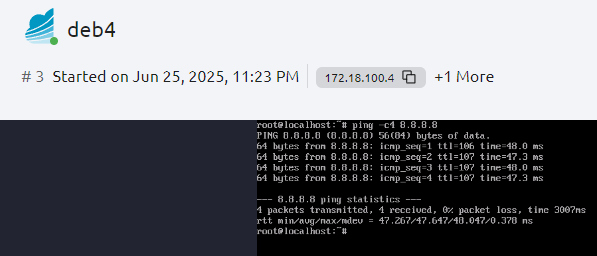 deb4
# 3 Started on Jun 25, 2025, 11:23 PM 172.18.100.4 +1 More
root@localhost:~# ping -c4 8.8.8.8
PING 8.8.8.8 (8.8.8.8) 56(84) bytes of data.
64 bytes from 8.8.8.8: icmp_seq=1 ttl=106 time=48.0 ms
64 bytes from 8.8.8.8: icmp_seq=2 ttl=107 time=47.3 ms
64 bytes from 8.8.8.8: icmp_seq=3 ttl=107 time=48.0 ms
64 bytes from 8.8.8.8: icmp_seq=4 ttl=107 time=47.3 ms
--- 8.8.8.8 ping statistics ---
4 packets transmitted, 4 received, 0% packet loss, time 3007ms
rtt min/avg/max/mdev = 47.267/47.647/48.047/0.378 ms
root@localhost:~#